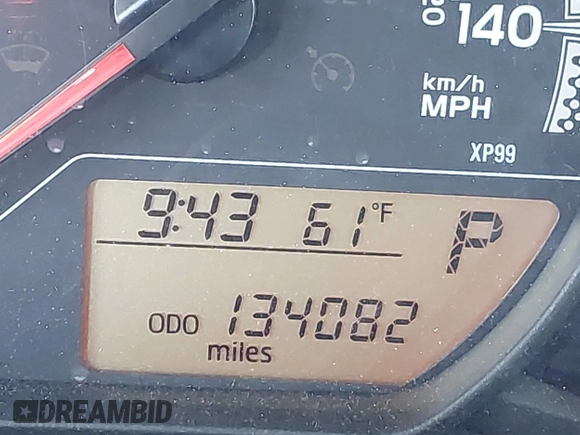 140
km/h
MPH
XP99
9:43 61°F P
ODO 134082
miles
DREAMBID